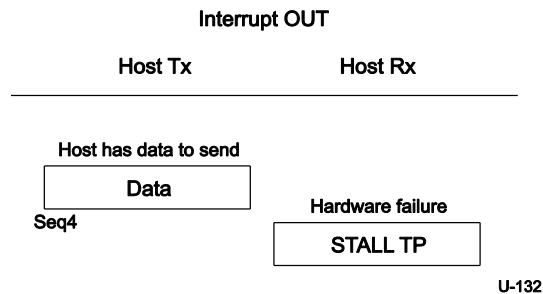 Interrupt OUT
Host Tx Host Rx
Host has data to send
Data
Seq4
Hardware failure
STALL TP
U-132